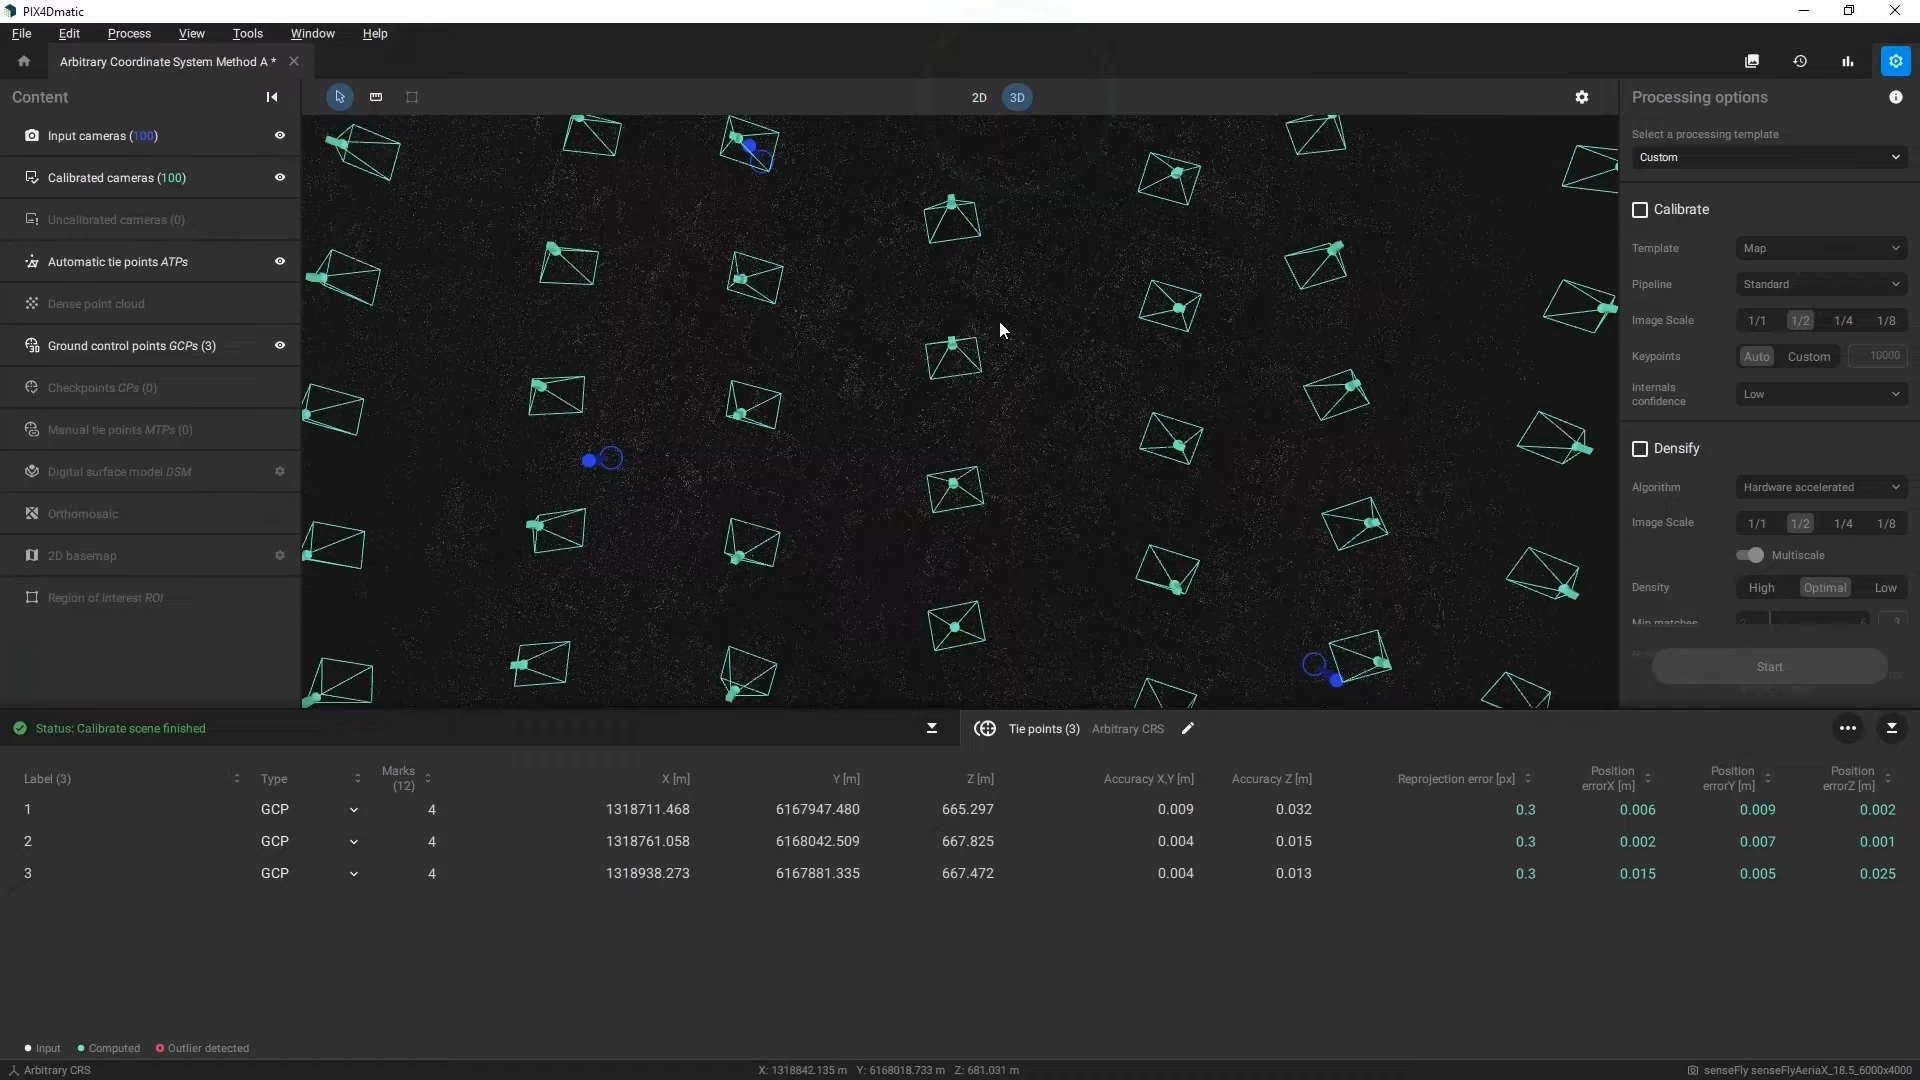 PIX4Dmatic
File Edit Process View Tools Window Help
Arbitrary Coordinate System Method A *
Content
2D 3D
Processing options
Input cameras (100)
Calibrated cameras (100)
Uncalibrated cameras (0)
Automatic tie points ATPs
Dense point cloud
Ground control points GCPs (3)
Checkpoints CPs (0)
Manual tie points MTPs (0)
Digital surface model DSM
Orthomosaic
2D basemap
Region of interest ROI
Select a processing template
Custom
Calibrate
Template Map
Pipeline Standard
Image Scale 1/1 1/2 1/4 1/8
Keypoints Auto Custom 10000
Internals
confidence
Low
Densify
Algorithm Hardware accelerated
Image Scale 1/1 1/2 1/4 1/8
Multiscale
Density High Optimal Low
Min matches
Start
Status: Calibrate scene finished
Tie points (3) Arbitrary CRS
Label (3) Type Marks (12) X [m] Y [m] Z [m] Accuracy X,Y [m] Accuracy Z [m] Reprojection error [px] Position errorX [m] Position errorY [m] Position errorZ [m]
1 GCP 4 1318711.468 6167947.480 665.297 0.009 0.032 0.3 0.006 0.009 0.002
2 GCP 4 1318761.058 6168042.509 667.825 0.004 0.015 0.3 0.002 0.007 0.001
3 GCP 4 1318938.273 6167881.335 667.472 0.004 0.013 0.3 0.015 0.005 0.025
Input Computed Outlier detected
Arbitrary CRS
X: 1318842.135 m Y: 6168018.733 m Z: 681.031 m
senseFly senseFlyAeriaX_18.5_6000x4000